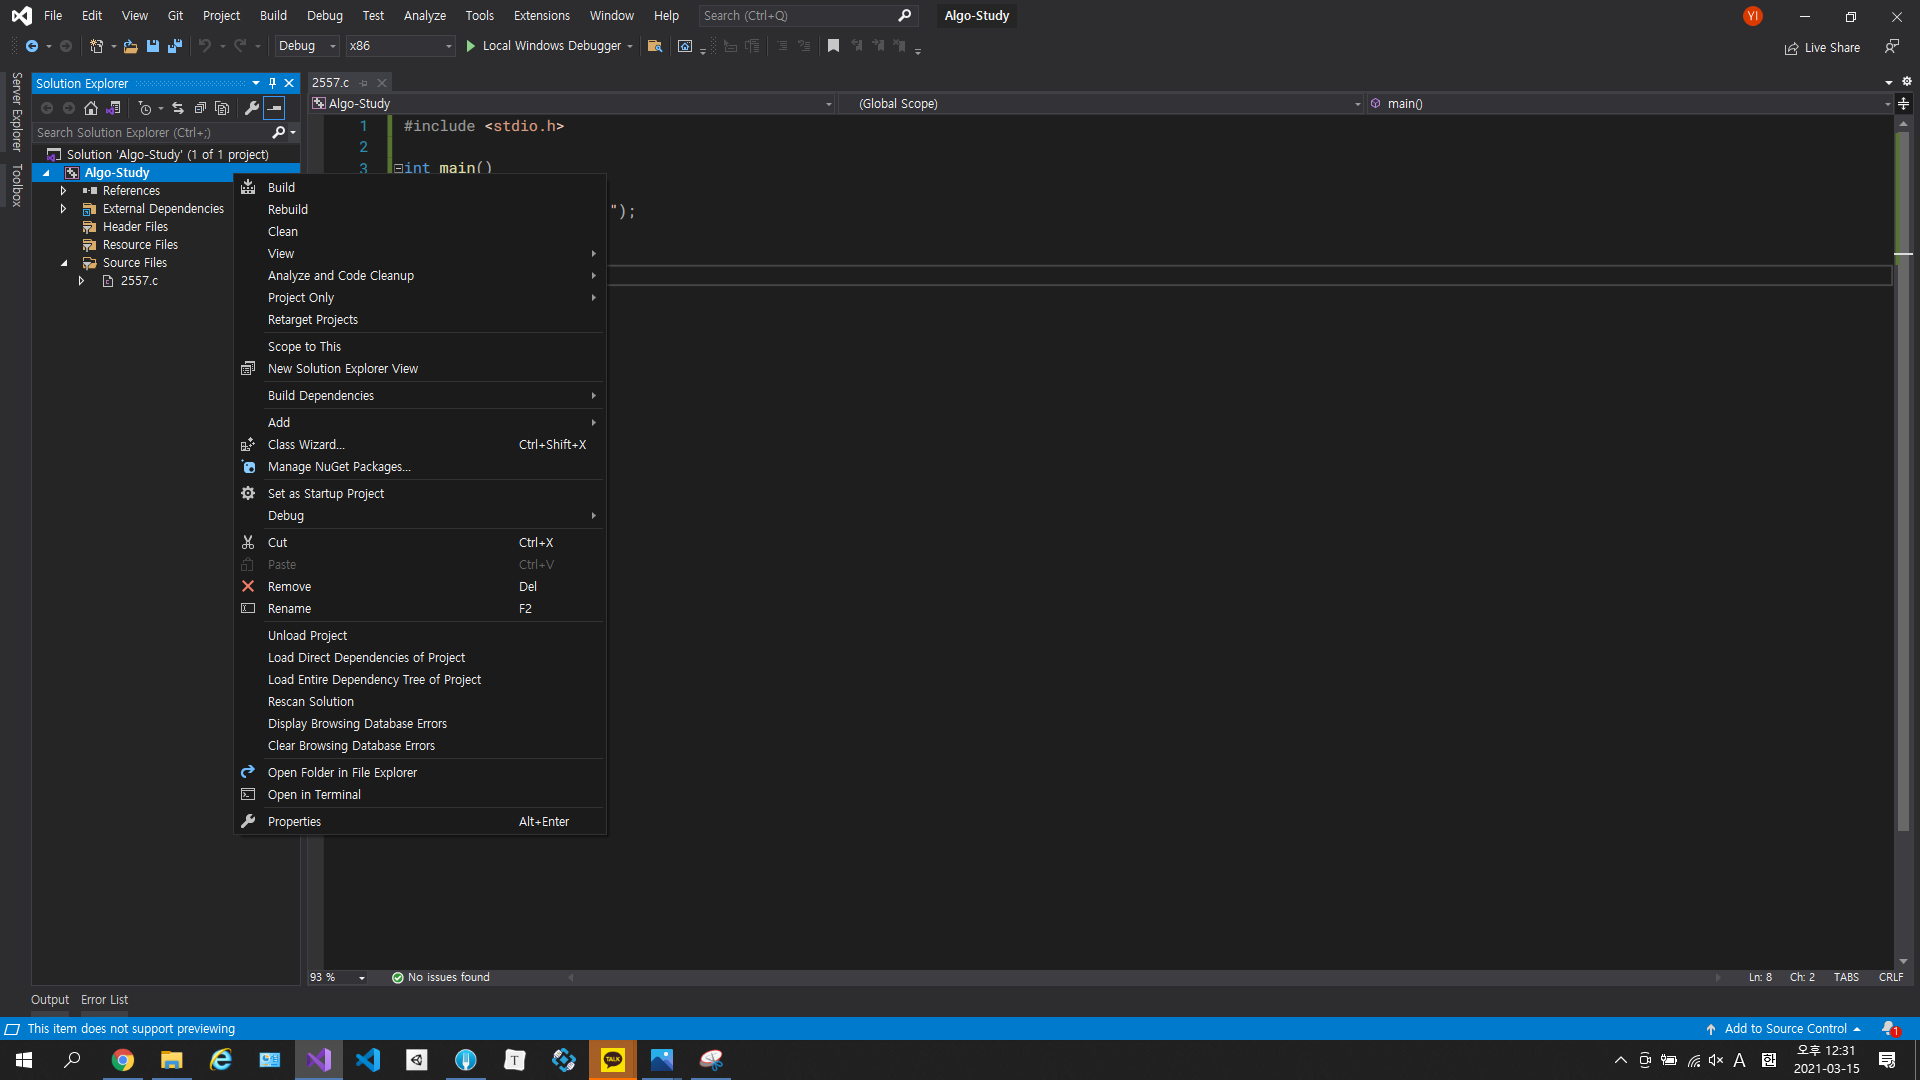 File Edit View Git Project Build Debug Test Analyze Tools Extensions Window Help Search (Ctrl+Q) Algo-Study YI
Debug x86 Local Windows Debugger Live Share
Server Explorer
Toolbox
Solution Explorer
Search Solution Explorer (Ctrl+;)
Solution 'Algo-Study' (1 of 1 project)
Algo-Study
References
External Dependencies
Header Files
Resource Files
Source Files
2557.c
2557.c
Algo-Study (Global Scope) main()
1 #include <stdio.h>
2
3 int main()
");
Build
Rebuild
Clean
View
Analyze and Code Cleanup
Project Only
Retarget Projects
Scope to This
New Solution Explorer View
Build Dependencies
Add
Class Wizard... Ctrl+Shift+X
Manage NuGet Packages...
Set as Startup Project
Debug
Cut Ctrl+X
Paste Ctrl+V
Remove Del
Rename F2
Unload Project
Load Direct Dependencies of Project
Load Entire Dependency Tree of Project
Rescan Solution
Display Browsing Database Errors
Clear Browsing Database Errors
Open Folder in File Explorer
Open in Terminal
Properties Alt+Enter
93 % No issues found Ln: 8 Ch: 2 TABS CRLF
Output Error List
This item does not support previewing Add to Source Control 1
T TALK A 오후 12:31
2021-03-15